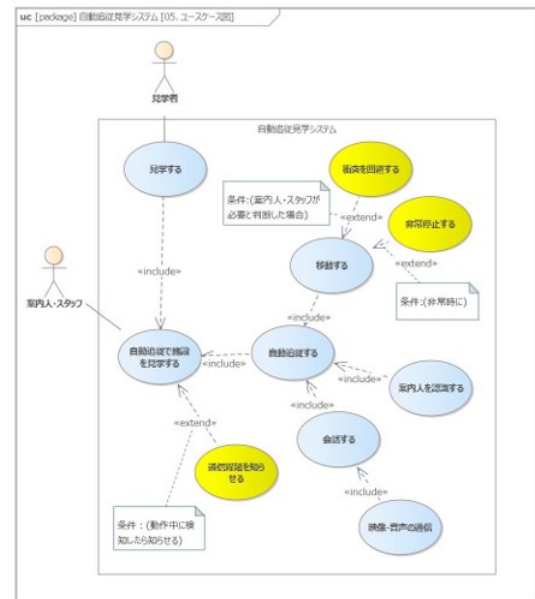 uc [package] 自動追従見学システム [05. ユースケース図]
見学者
自動追従見学システム
見学する
衝突を回避する
条件:(案内人・スタッフが
必要と判断した場合)
«extend»
非常停止する
«include»
移動する
«extend»
案内人・スタッフ
条件:(非常時に)
«include»
自動追従で施設
を見学する
«include»
自動追従する
«include»
案内人を認識する
«include»
«extend»
会話する
通信遅延を知ら
せる
«include»
条件：(動作中に検
知したら知らせる)
映像・音声の通信